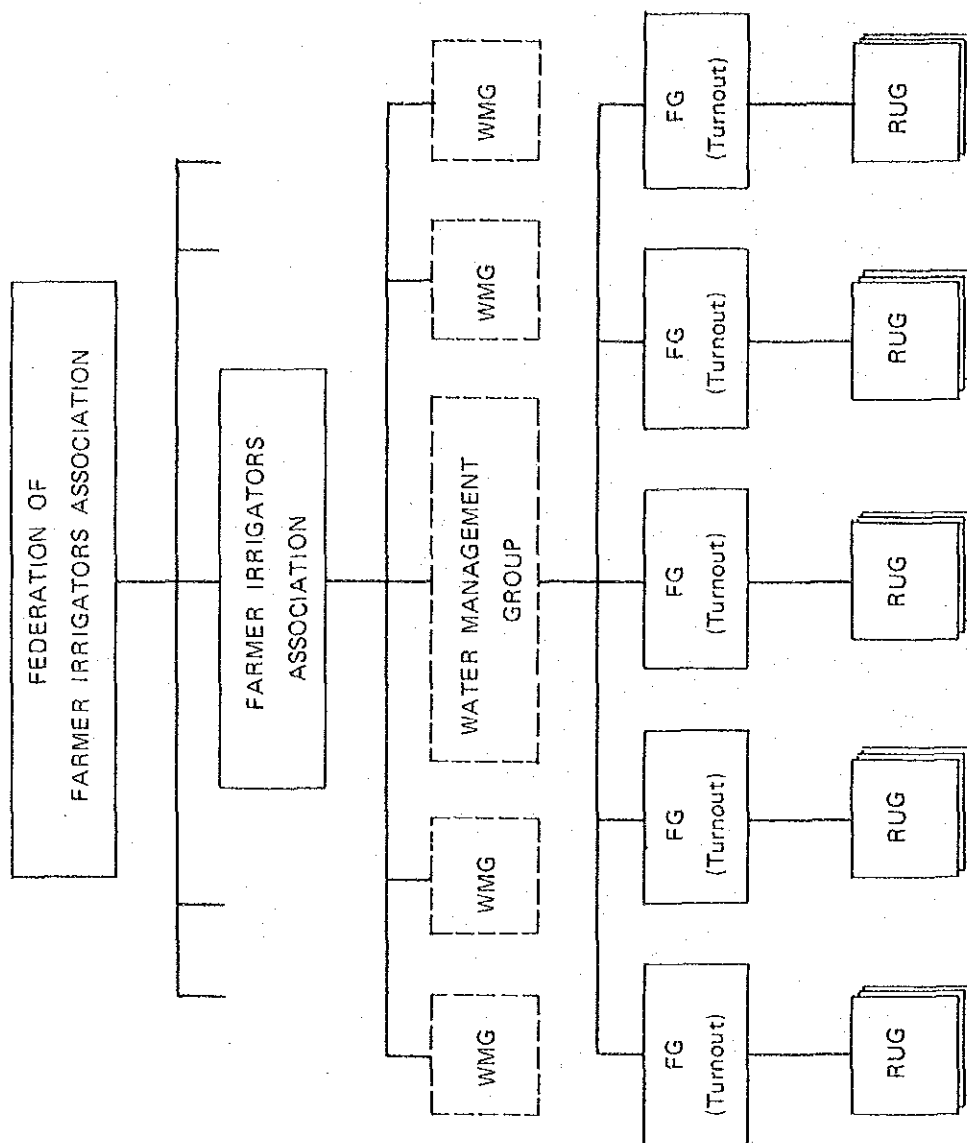 FEDERATION OF
FARMER IRRIGATORS ASSOCIATION
FARMER IRRIGATORS
ASSOCIATION
WMG
WMG
WATER MANAGEMENT
GROUP
WMG
WMG
FG
(Turnout)
FG
(Turnout)
FG
(Turnout)
FG
(Turnout)
FG
(Turnout)
RUG
RUG
RUG
RUG
RUG